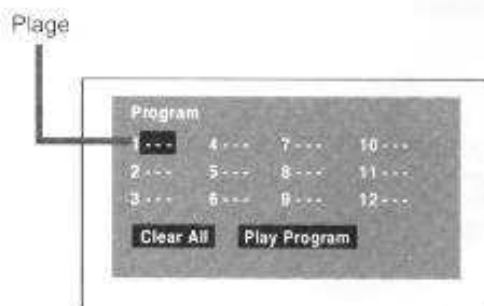 Plage
Program
1 - - - 4 - - - 7 - - - 10 - - -
2 - - - 5 - - - 8 - - - 11 - - -
3 - - - 6 - - - 9 - - - 12 - - -
Clear All Play Program